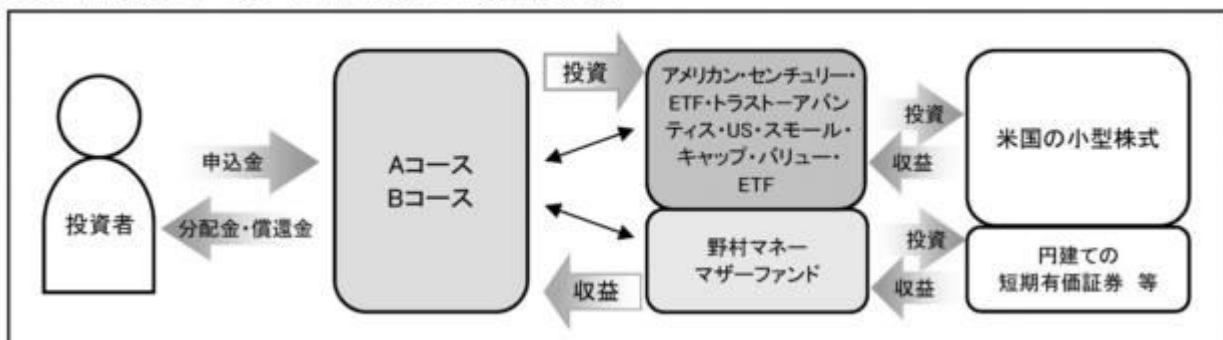 投資者
申込金
分配金・償還金
Aコース
Bコース
投資
収益
アメリカン・センチュリー・
ETF・トラスト－アバン
ティス・US・スモール・
キャップ・バリュー・
ETF
野村マネー
マザーファンド
投資
収益
投資
収益
米国の小型株式
円建ての
短期有価証券 等